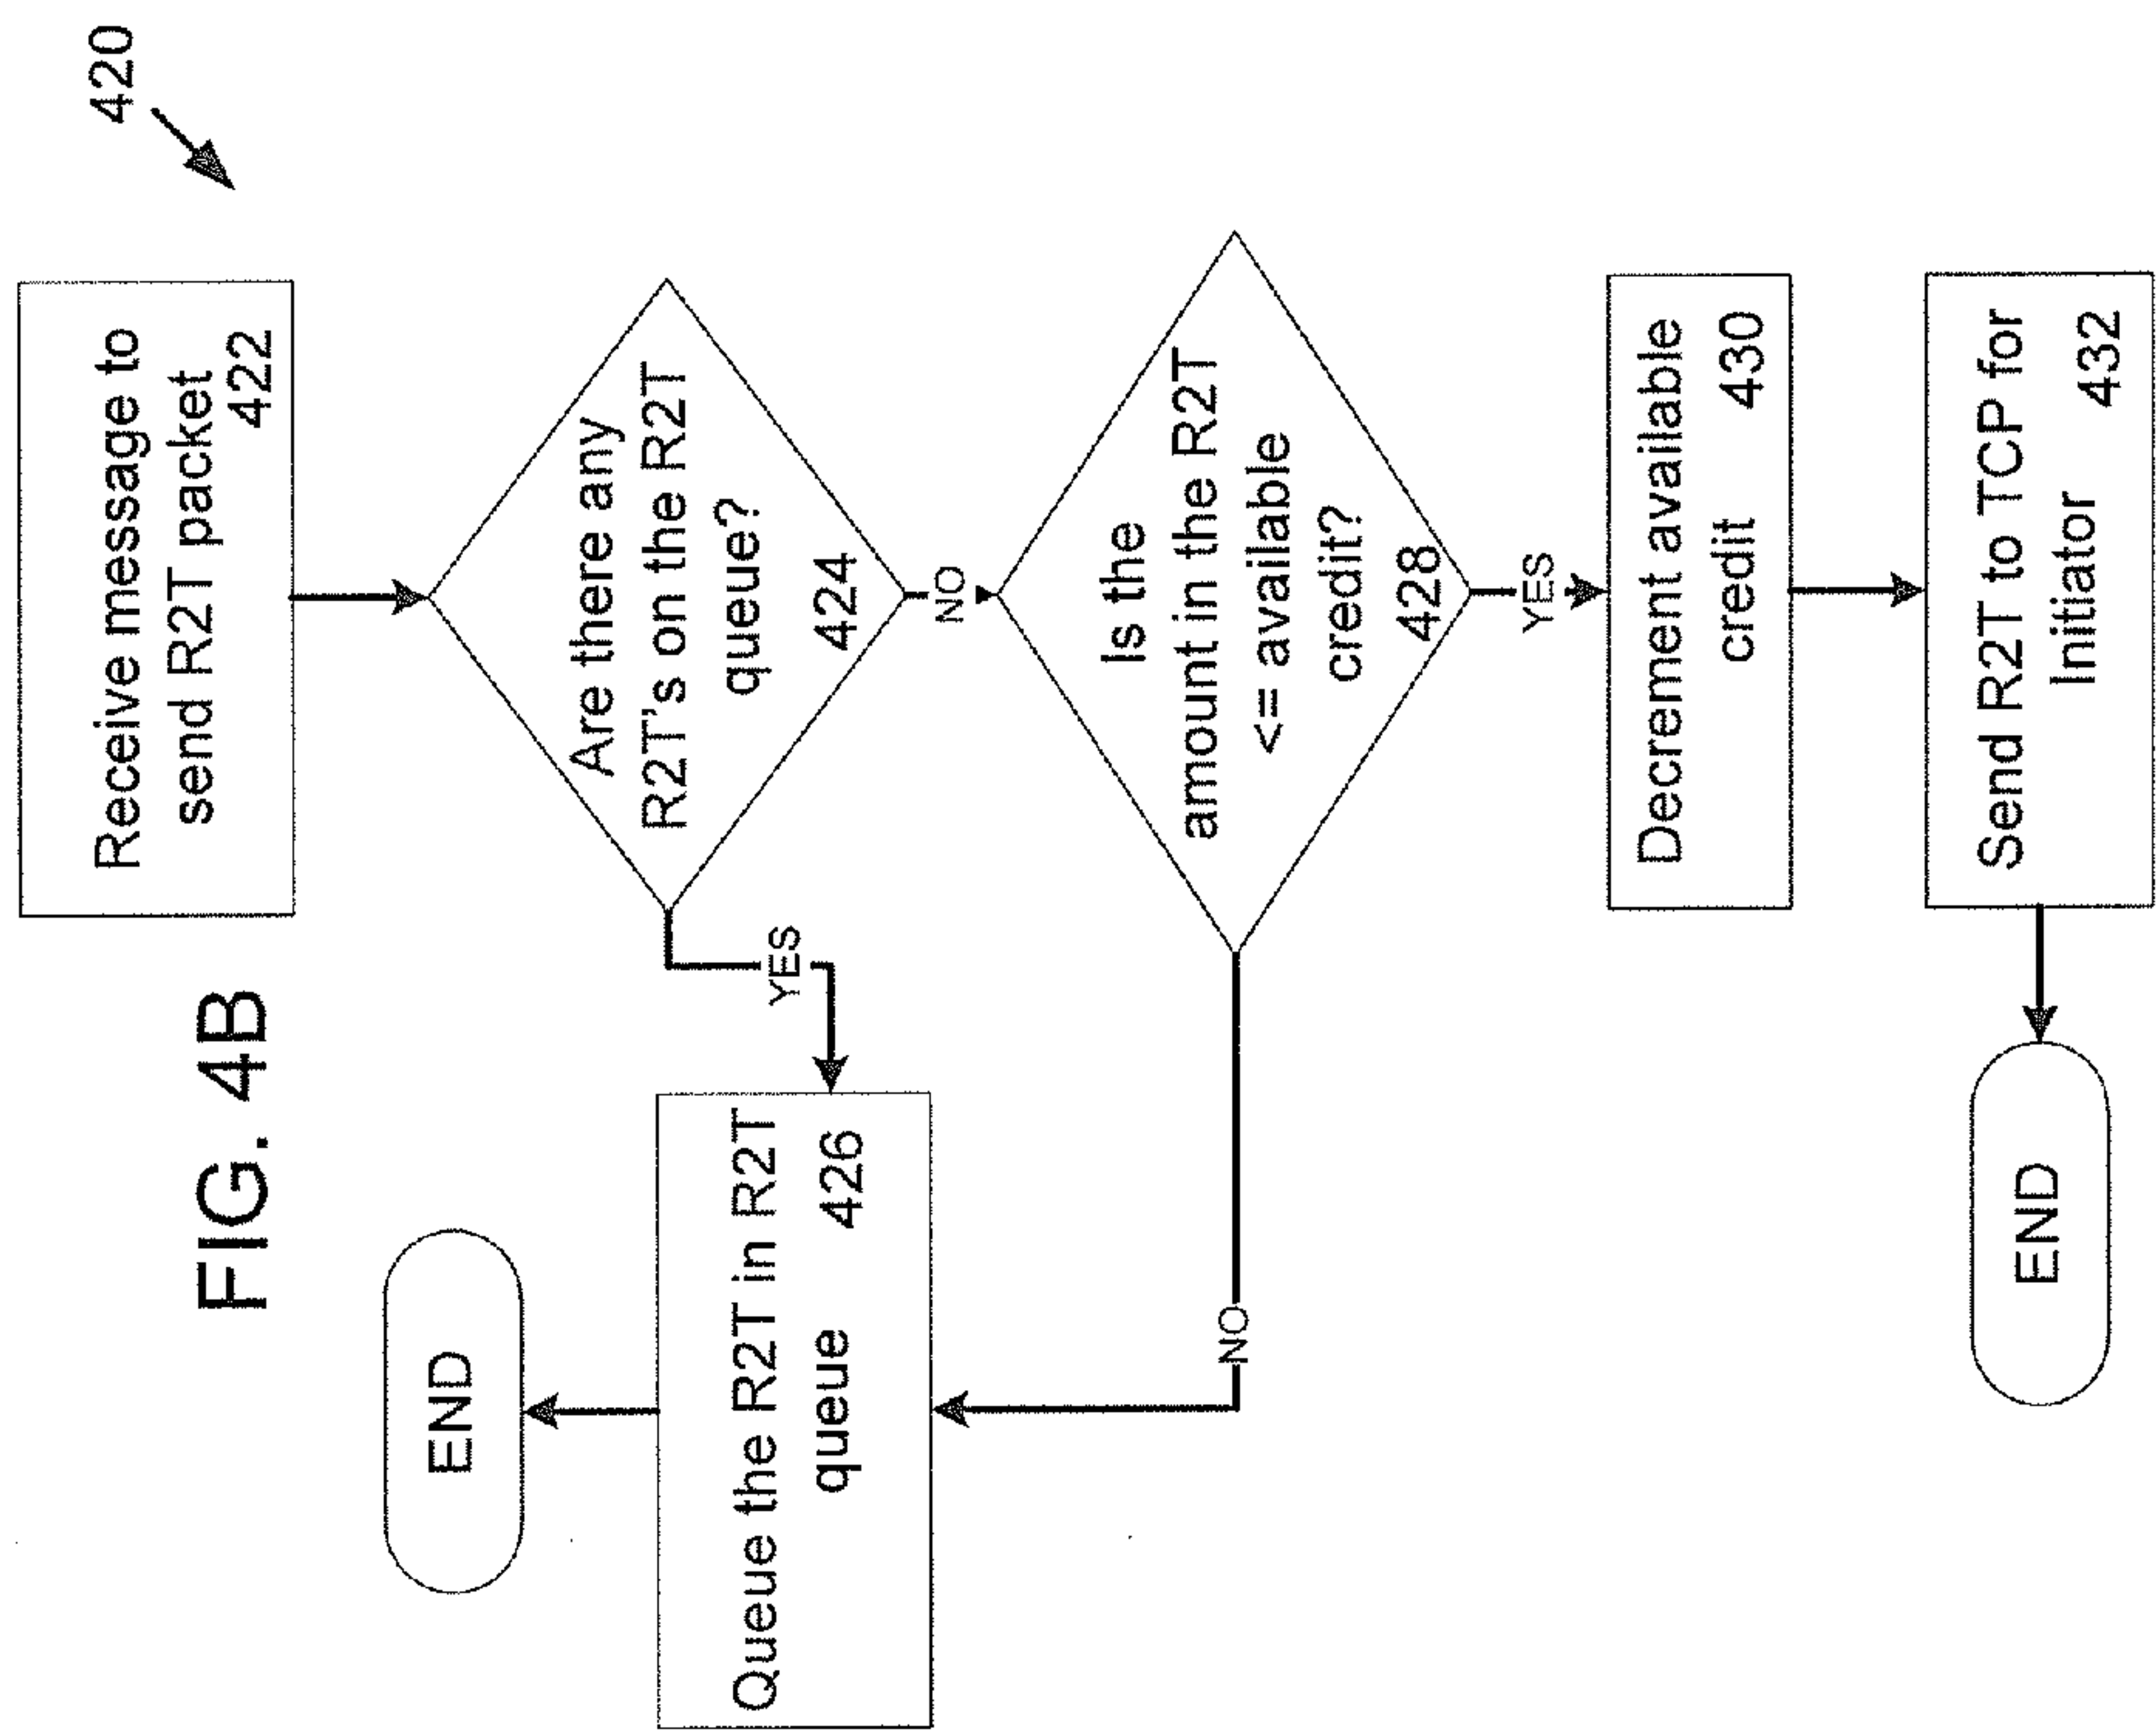 FIG. 4B
420
Receive message to
send R2T packet
422
Are there any
R2T's on the R2T
queue?
424
YES
NO
Queue the R2T in R2T
queue
426
END
Is the
amount in the R2T
<= available
credit?
428
NO
YES
Decrement available
credit
430
Send R2T to TCP for
Initiator
432
END